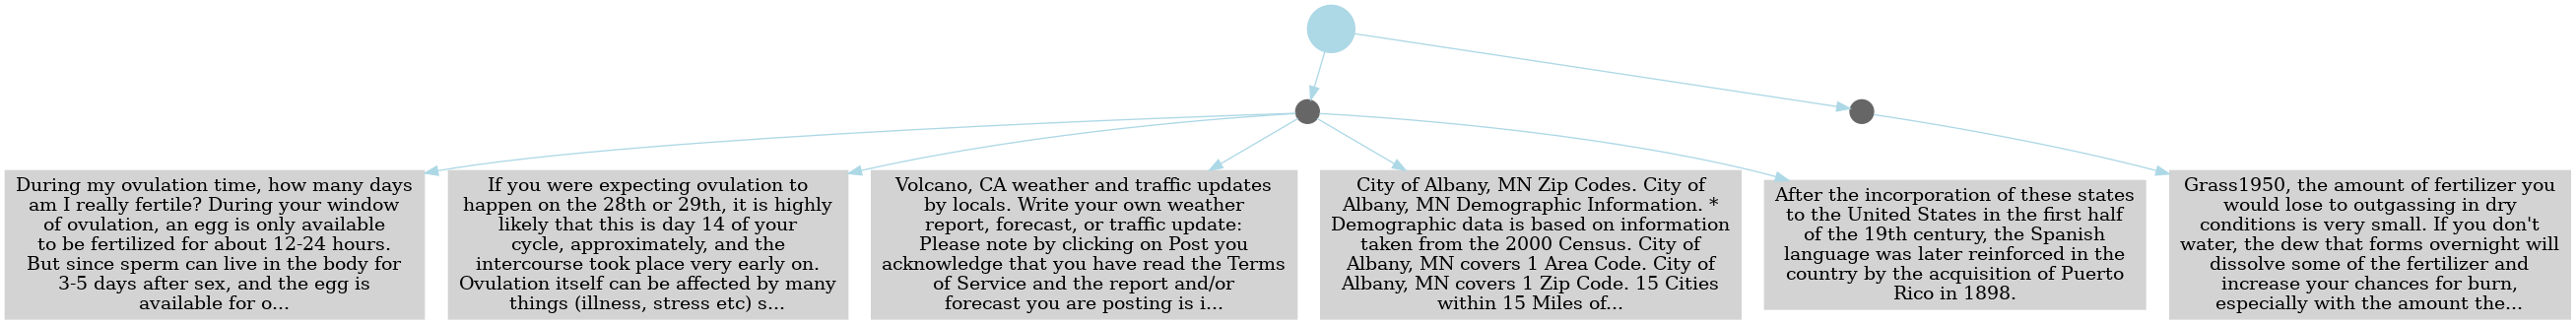 During my ovulation time, how many days
am I really fertile? During your window
of ovulation, an egg is only available
to be fertilized for about 12-24 hours.
But since sperm can live in the body for
3-5 days after sex, and the egg is
available for o...
If you were expecting ovulation to
happen on the 28th or 29th, it is highly
likely that this is day 14 of your
cycle, approximately, and the
intercourse took place very early on.
Ovulation itself can be affected by many
things (illness, stress etc) s...
Volcano, CA weather and traffic updates
by locals. Write your own weather
report, forecast, or traffic update:
Please note by clicking on Post you
acknowledge that you have read the Terms
of Service and the report and/or
forecast you are posting is i...
City of Albany, MN Zip Codes. City of
Albany, MN Demographic Information. *
Demographic data is based on information
taken from the 2000 Census. City of
Albany, MN covers 1 Area Code. City of
Albany, MN covers 1 Zip Code. 15 Cities
within 15 Miles of...
After the incorporation of these states
to the United States in the first half
of the 19th century, the Spanish
language was later reinforced in the
country by the acquisition of Puerto
Rico in 1898.
Grass1950, the amount of fertilizer you
would lose to outgassing in dry
conditions is very small. If you don't
water, the dew that forms overnight will
dissolve some of the fertilizer and
increase your chances for burn,
especially with the amount the...